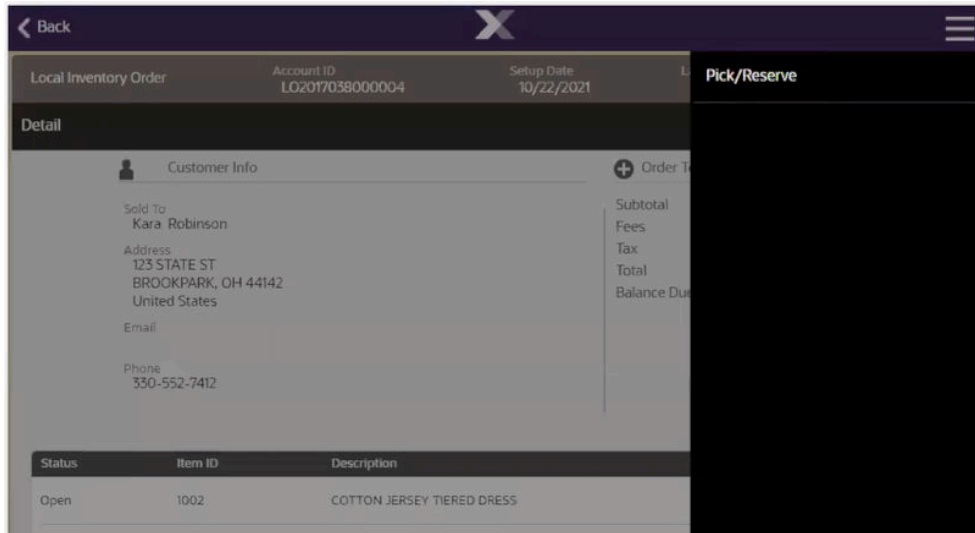 Back
Local Inventory Order
Account ID
LO2017038000004
Setup Date
10/22/2021
Pick/Reserve
Detail
Customer Info
Sold To
Kara Robinson
Address
123 STATE ST
BROOKPARK, OH 44142
United States
Email
Phone
330-552-7412
Order
Subtotal
Fees
Tax
Total
Balance Due
Status Item ID Description
Open 1002 COTTON JERSEY TIERED DRESS